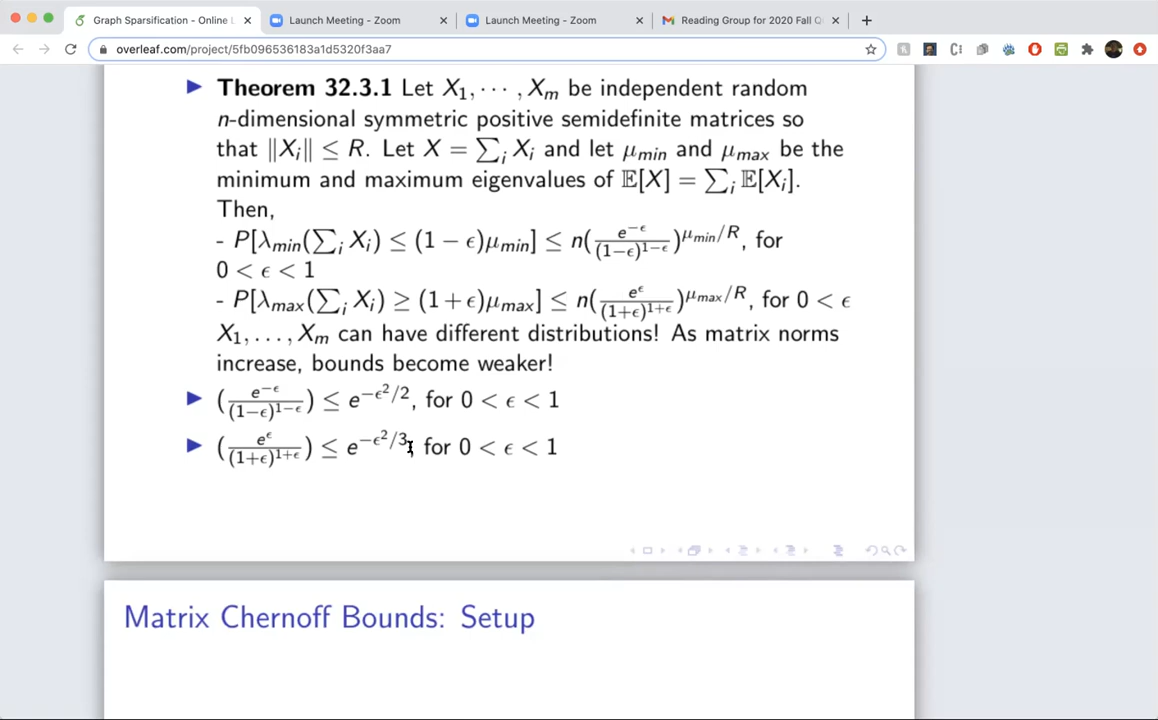 Graph Sparsification - Online L
Launch Meeting - Zoom
Launch Meeting - Zoom
Reading Group for 2020 Fall Q
overleaf.com/project/5fb096536183a1d5320f3aa7
▶ Theorem 32.3.1 Let X₁, ··· , Xₘ be independent random
n-dimensional symmetric positive semidefinite matrices so
that ‖Xᵢ‖ ≤ R. Let X = ∑ᵢ Xᵢ and let μ_min and μ_max be the
minimum and maximum eigenvalues of 𝔼[X] = ∑ᵢ 𝔼[Xᵢ].
Then,
- P[λ_min(∑ᵢ Xᵢ) ≤ (1 − ϵ)μ_min] ≤ n(e^{−ϵ}/(1−ϵ)^{1−ϵ})^{μ_min/R}, for
0 < ϵ < 1
- P[λ_max(∑ᵢ Xᵢ) ≥ (1 + ϵ)μ_max] ≤ n(e^{ϵ}/(1+ϵ)^{1+ϵ})^{μ_max/R}, for 0 < ϵ
X₁, . . . , Xₘ can have different distributions! As matrix norms
increase, bounds become weaker!
▶ (e^{−ϵ}/(1−ϵ)^{1−ϵ}) ≤ e^{−ϵ²/2}, for 0 < ϵ < 1
▶ (e^{ϵ}/(1+ϵ)^{1+ϵ}) ≤ e^{−ϵ²/3}, for 0 < ϵ < 1
Matrix Chernoff Bounds: Setup